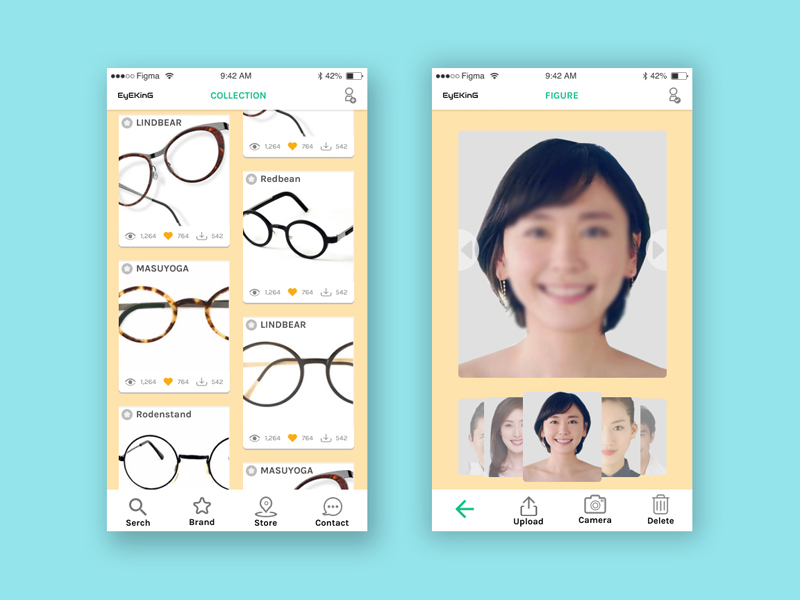 Figma 9:42 AM 42%
EyEKinG COLLECTION
LINDBEAR
1,264 764 542
MASUYOGA
1,264 764 542
Rodenstand
1,264 764 542
Redbean
1,264 764 542
LINDBEAR
1,264 764 542
MASUYOGA
Serch Brand Store Contact
Figma 9:42 AM 42%
EyEKinG FIGURE
Upload Camera Delete